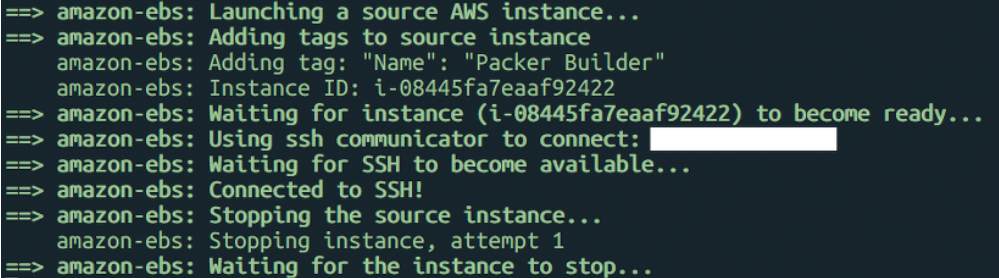 ==> amazon-ebs: Launching a source AWS instance...
==> amazon-ebs: Adding tags to source instance
    amazon-ebs: Adding tag: "Name": "Packer Builder"
    amazon-ebs: Instance ID: i-08445fa7eaaf92422
==> amazon-ebs: Waiting for instance (i-08445fa7eaaf92422) to become ready...
==> amazon-ebs: Using ssh communicator to connect:
==> amazon-ebs: Waiting for SSH to become available...
==> amazon-ebs: Connected to SSH!
==> amazon-ebs: Stopping the source instance...
    amazon-ebs: Stopping instance, attempt 1
==> amazon-ebs: Waiting for the instance to stop...